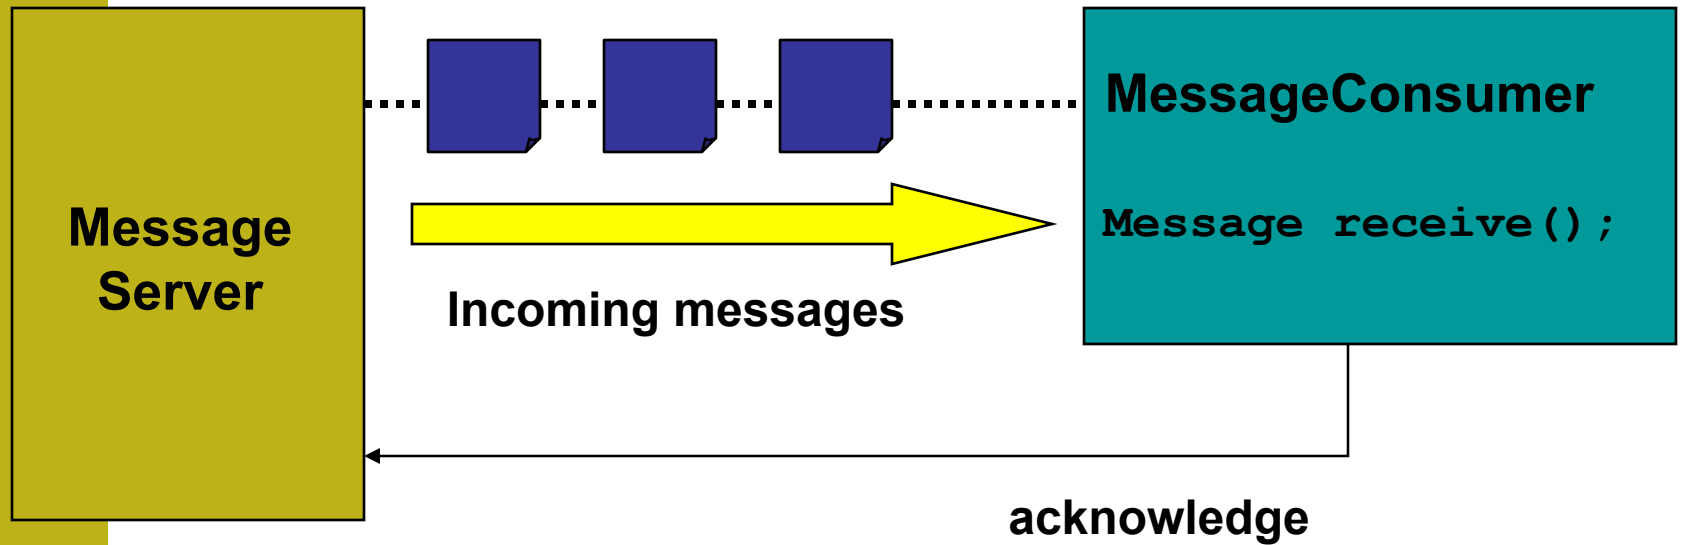 Message
Server
MessageConsumer
Message receive();
Incoming messages
acknowledge